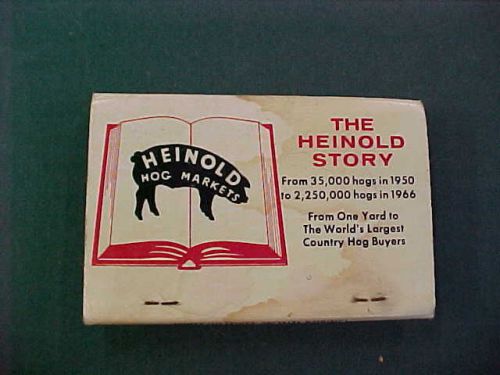 HEINOLD
HOG MARKETS
THE
HEINOLD
STORY
From 35,000 hogs in 1950
to 2,250,000 hogs in 1966
From One Yard to
The World's Largest
Country Hog Buyers